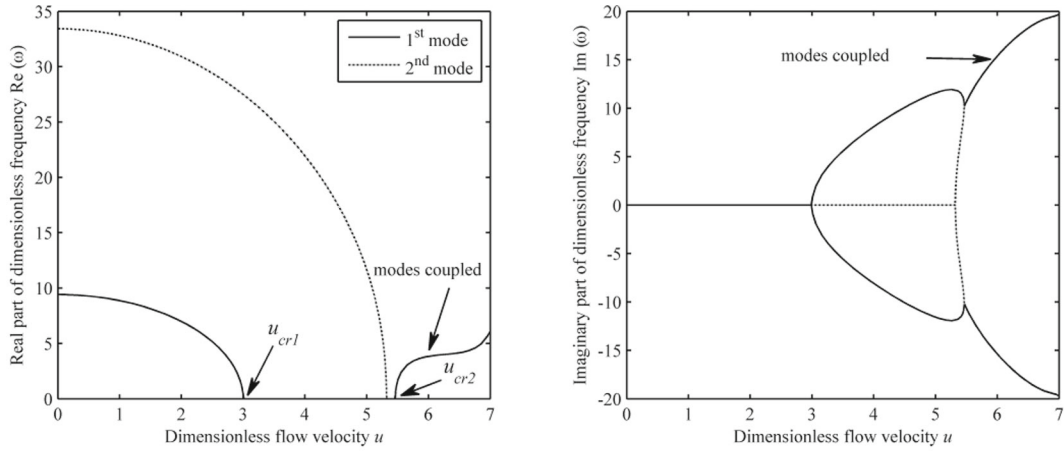 35
30
25
20
15
10
5
0
Real part of dimensionless frequency Re (ω)
1st mode
2nd mode
modes coupled
ucr1
ucr2
0 1 2 3 4 5 6 7
Dimensionless flow velocity u
20
15
10
5
0
-5
-10
-15
-20
Imaginary part of dimensionless frequency Im (ω)
modes coupled
0 1 2 3 4 5 6 7
Dimensionless flow velocity u